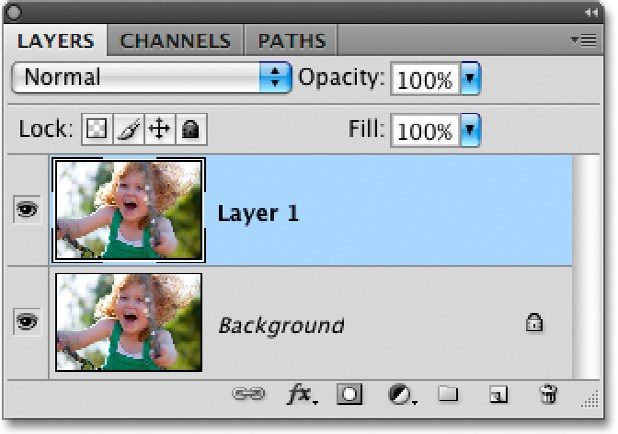 LAYERS CHANNELS PATHS
Normal Opacity: 100%
Lock: Fill: 100%
Layer 1
Background
fx